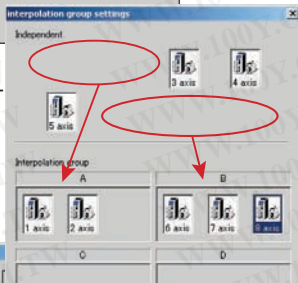 interpolation group settings
Independent
3 axis
4 axis
5 axis
Interpolation group
A
B
1 axis
2 axis
6 axis
7 axis
8 axis
C
D